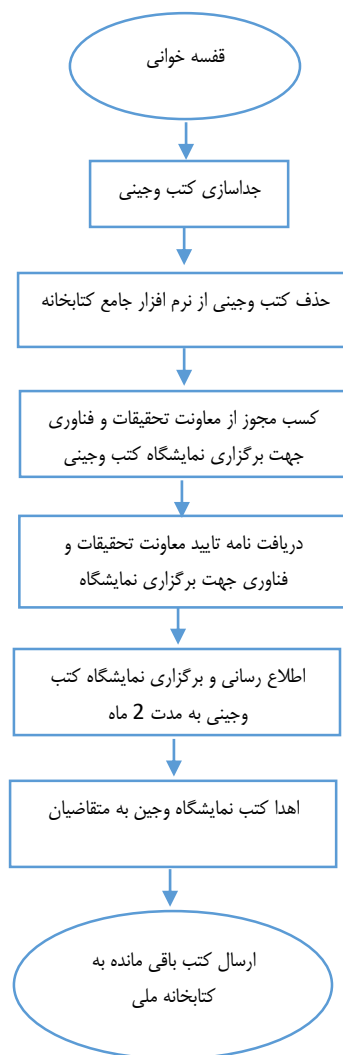 قفسه خوانی
جداسازی کتب وجینی
حذف کتب وجینی از نرم افزار جامع کتابخانه
کسب مجوز از معاونت تحقیقات و فناوری
جهت برگزاری نمایشگاه کتب وجینی
دریافت نامه تایید معاونت تحقیقات و
فناوری جهت برگزاری نمایشگاه
اطلاع رسانی و برگزاری نمایشگاه کتب
وجینی به مدت 2 ماه
اهدا کتب نمایشگاه وجین به متقاضیان
ارسال کتب باقی مانده به
کتابخانه ملی